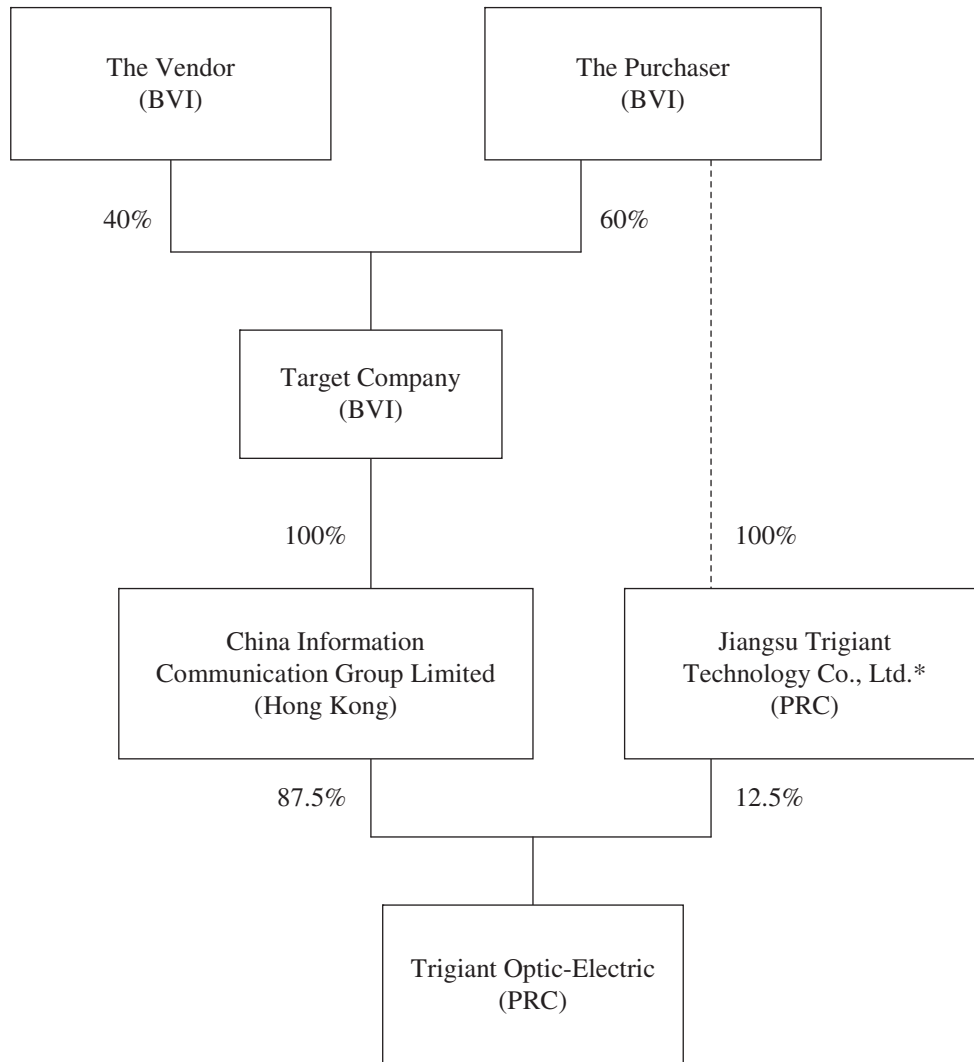 The Vendor
(BVI)
The Purchaser
(BVI)
40%
60%
Target Company
(BVI)
100%
100%
China Information
Communication Group Limited
(Hong Kong)
Jiangsu Trigiant
Technology Co., Ltd.*
(PRC)
87.5%
12.5%
Trigiant Optic-Electric
(PRC)